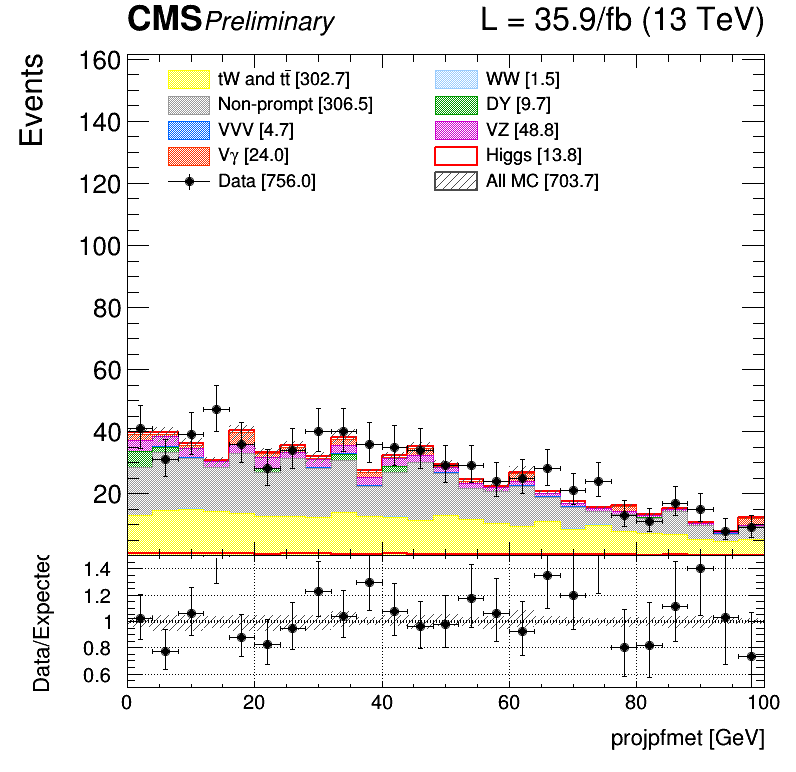 CMS Preliminary L = 35.9/fb (13 TeV)
Events
160
140
120
100
80
60
40
20
tW and tt̄ [302.7]
Non-prompt [306.5]
VVV [4.7]
Vγ [24.0]
Data [756.0]
WW [1.5]
DY [9.7]
VZ [48.8]
Higgs [13.8]
All MC [703.7]
Data/Expected
1.4
1.2
1
0.8
0.6
0 20 40 60 80 100
projpfmet [GeV]